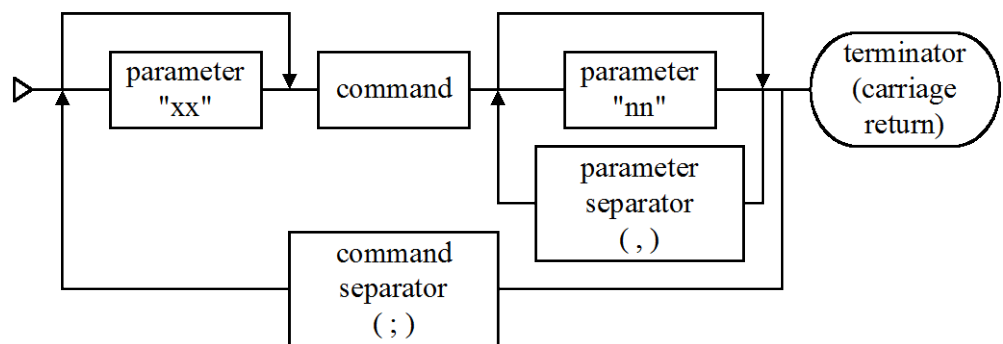 parameter
"xx"
command
parameter
"nn"
terminator
(carriage
return)
parameter
separator
( , )
command
separator
( ; )